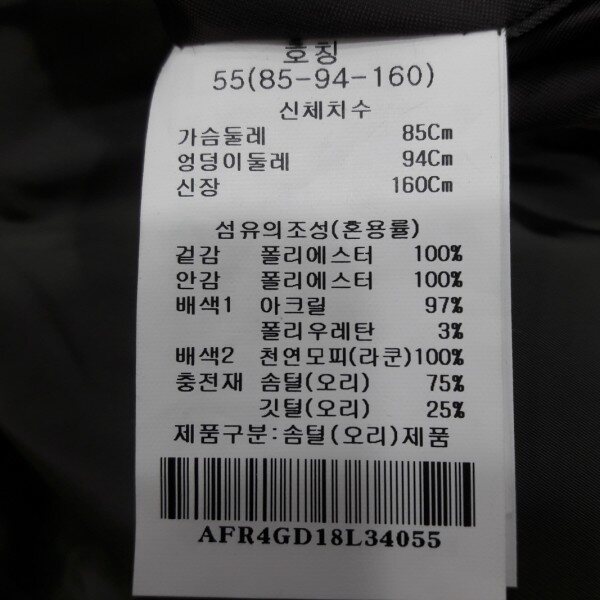 호칭
55(85-94-160)
신체치수
가슴둘레 85Cm
엉덩이둘레 94Cm
신장 160Cm
섬유의조성(혼용률)
겉감 폴리에스터 100%
안감 폴리에스터 100%
배색1 아크릴 97%
폴리우레탄 3%
배색2 천연모피(라쿤)100%
충전재 솜털(오리) 75%
깃털(오리) 25%
제품구분:솜털(오리)제품
AFR4GD18L34055